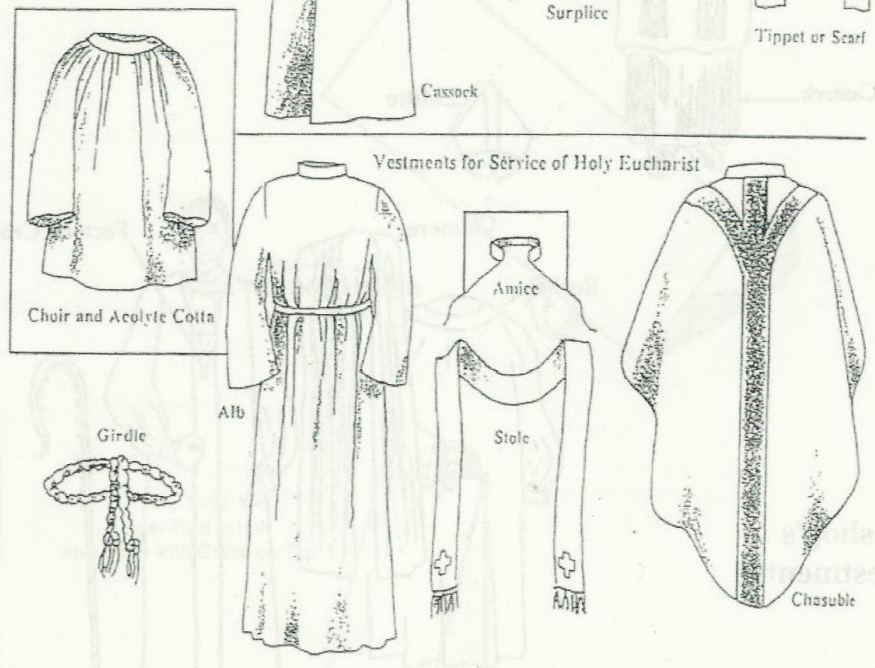 Surplice
Tippet or Scarf
Cassock
Cassock
Vestments for Service of Holy Eucharist
Choir and Acolyte Cotta
Amice
Alb
Girdle
Stole
Chasuble